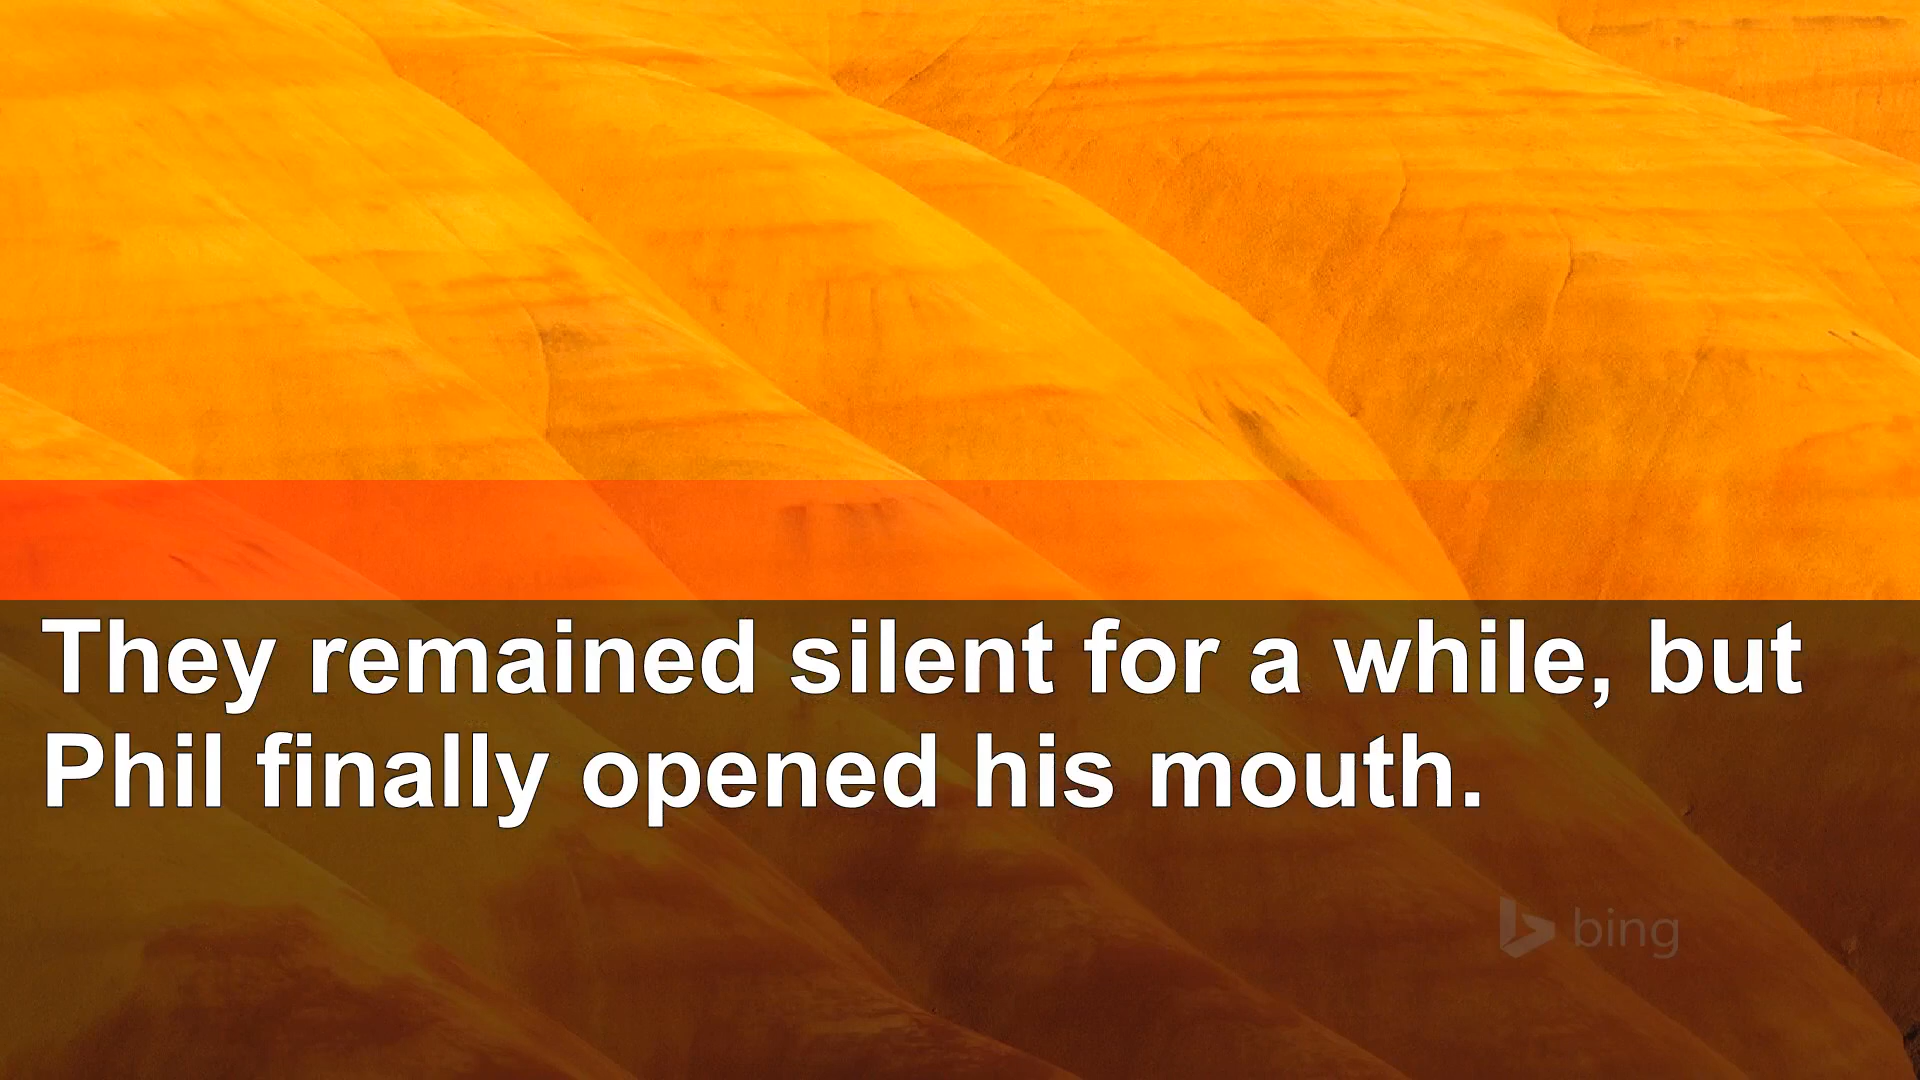 They remained silent for a while, but
Phil finally opened his mouth.
bing